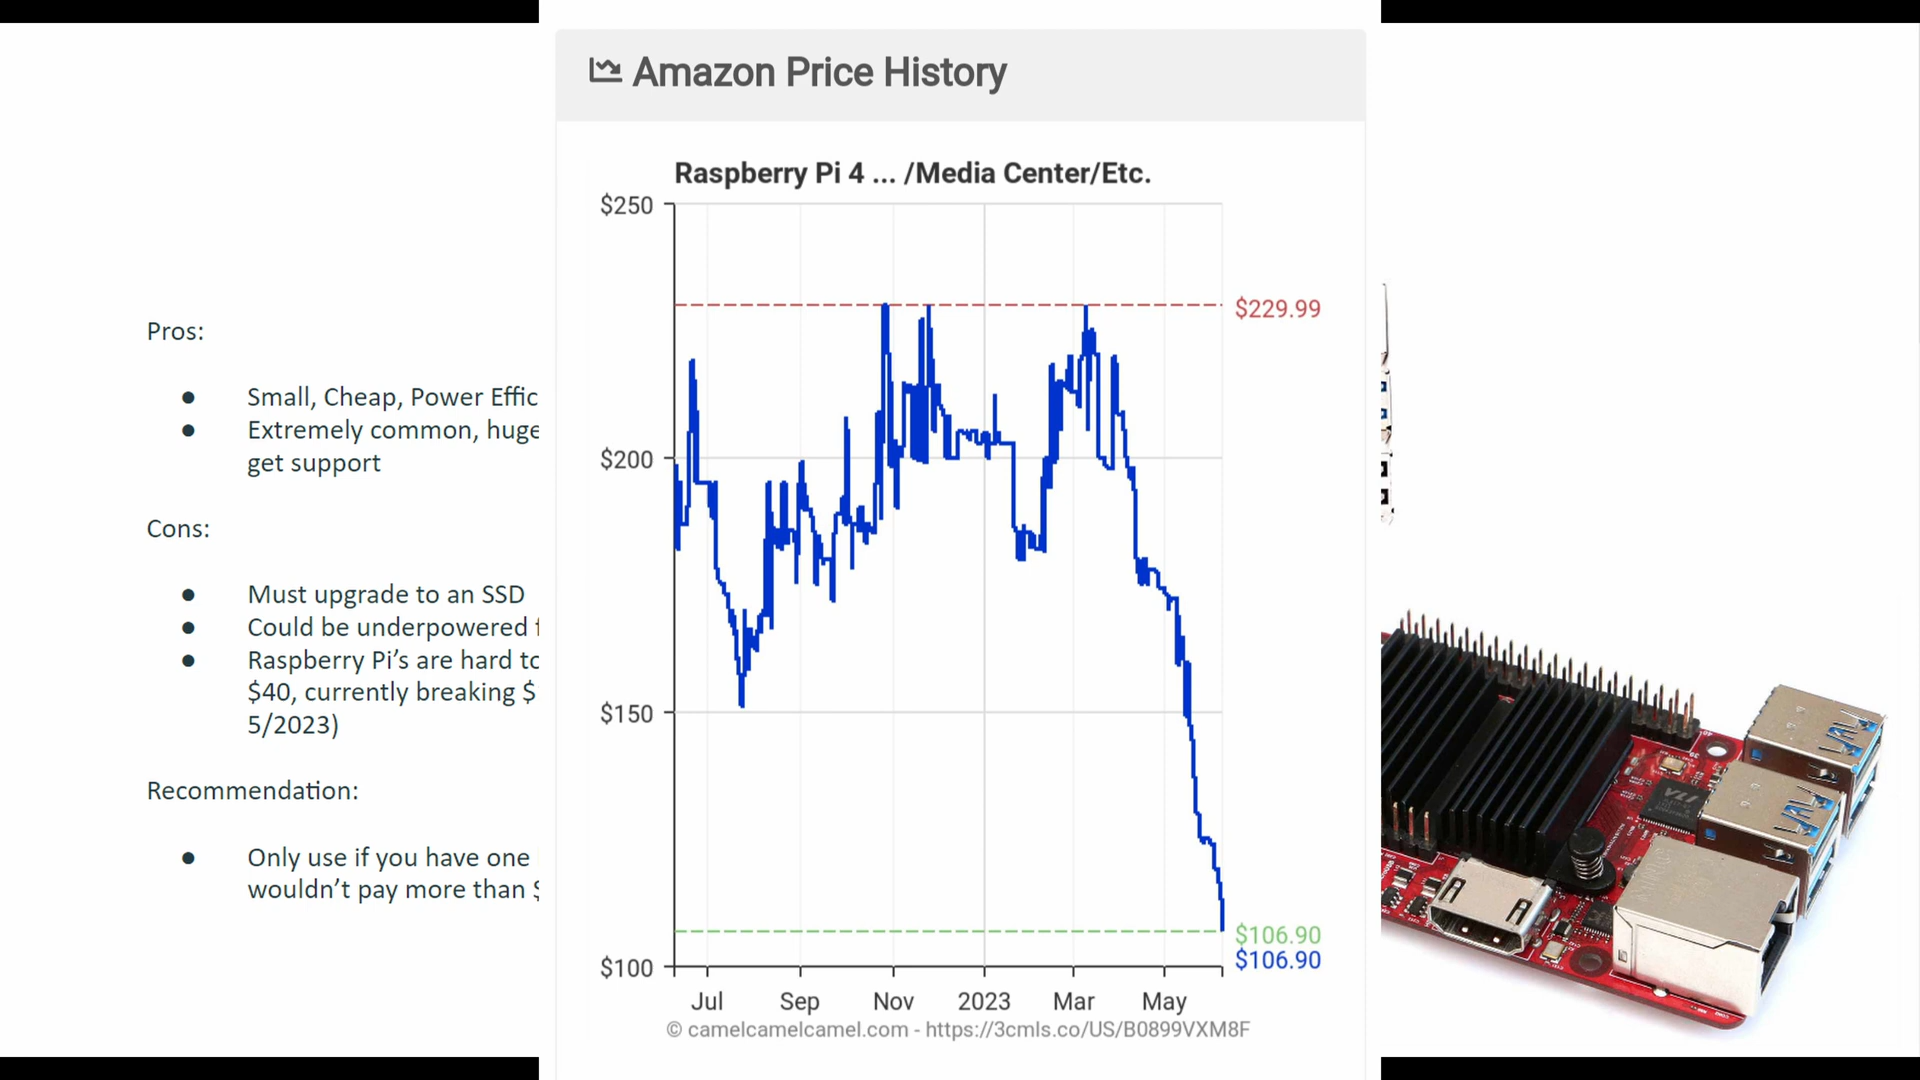 Amazon Price History
Raspberry Pi 4 ... /Media Center/Etc.
$250
$229.99
$200
$150
$106.90
$106.90
$100
Jul Sep Nov 2023 Mar May
© camelcamelcamel.com - https://3cmls.co/US/B0899VXM8F
Pros:
● Small, Cheap, Power Effic
● Extremely common, huge
get support
Cons:
● Must upgrade to an SSD
● Could be underpowered f
● Raspberry Pi’s are hard to
$40, currently breaking $
5/2023)
Recommendation:
● Only use if you have one
wouldn’t pay more than $
VLI